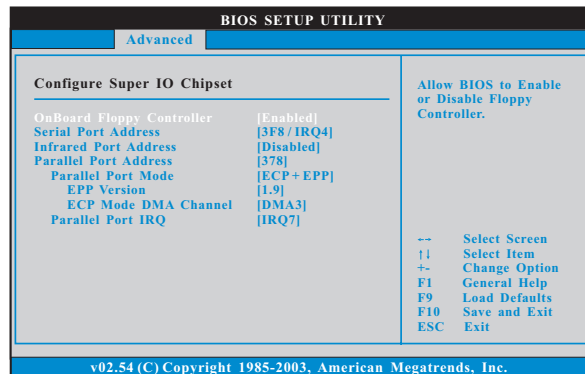 BIOS SETUP UTILITY
Advanced
Configure Super IO Chipset
OnBoard Floppy Controller [Enabled]
Serial Port Address [3F8 / IRQ4]
Infrared Port Address [Disabled]
Parallel Port Address [378]
Parallel Port Mode [ECP + EPP]
EPP Version [1.9]
ECP Mode DMA Channel [DMA3]
Parallel Port IRQ [IRQ7]
Allow BIOS to Enable
or Disable Floppy
Controller.
←→ Select Screen
↑↓ Select Item
+- Change Option
F1 General Help
F9 Load Defaults
F10 Save and Exit
ESC Exit
v02.54 (C) Copyright 1985-2003, American Megatrends, Inc.